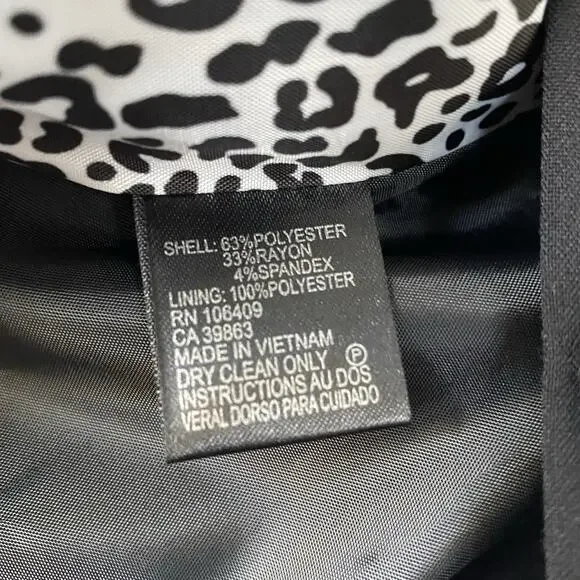 SHELL: 63%POLYESTER
33%RAYON
4%SPANDEX
LINING: 100%POLYESTER
RN 106409
CA 39863
MADE IN VIETNAM
DRY CLEAN ONLY Ⓟ
INSTRUCTIONS AU DOS
VERAL DORSO PARA CUIDADO